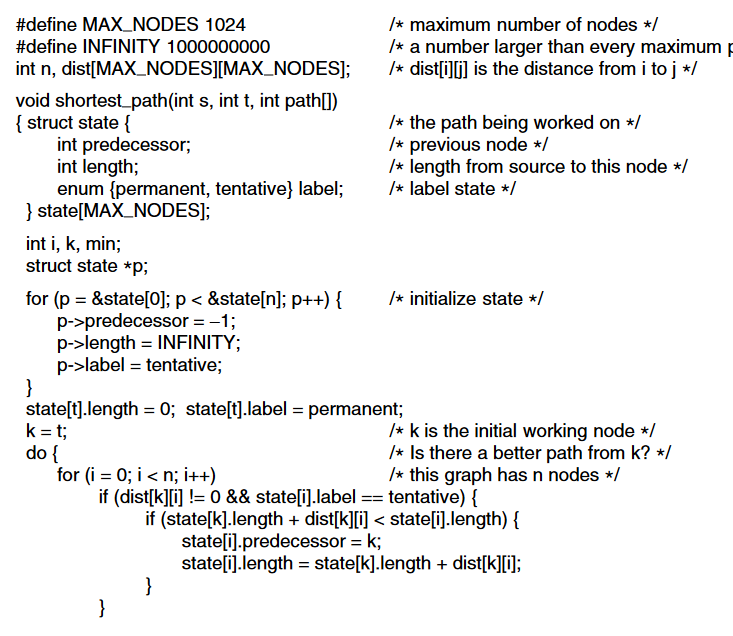 #define MAX_NODES 1024 /* maximum number of nodes */
#define INFINITY 1000000000 /* a number larger than every maximum p
int n, dist[MAX_NODES][MAX_NODES]; /* dist[i][j] is the distance from i to j */
void shortest_path(int s, int t, int path[])
{ struct state { /* the path being worked on */
int predecessor; /* previous node */
int length; /* length from source to this node */
enum {permanent, tentative} label; /* label state */
} state[MAX_NODES];
int i, k, min;
struct state *p;
for (p = &state[0]; p < &state[n]; p++) { /* initialize state */
p->predecessor = −1;
p->length = INFINITY;
p->label = tentative;
}
state[t].length = 0; state[t].label = permanent;
k = t; /* k is the initial working node */
do { /* Is there a better path from k? */
for (i = 0; i < n; i++) /* this graph has n nodes */
if (dist[k][i] != 0 && state[i].label == tentative) {
if (state[k].length + dist[k][i] < state[i].length) {
state[i].predecessor = k;
state[i].length = state[k].length + dist[k][i];
}
}